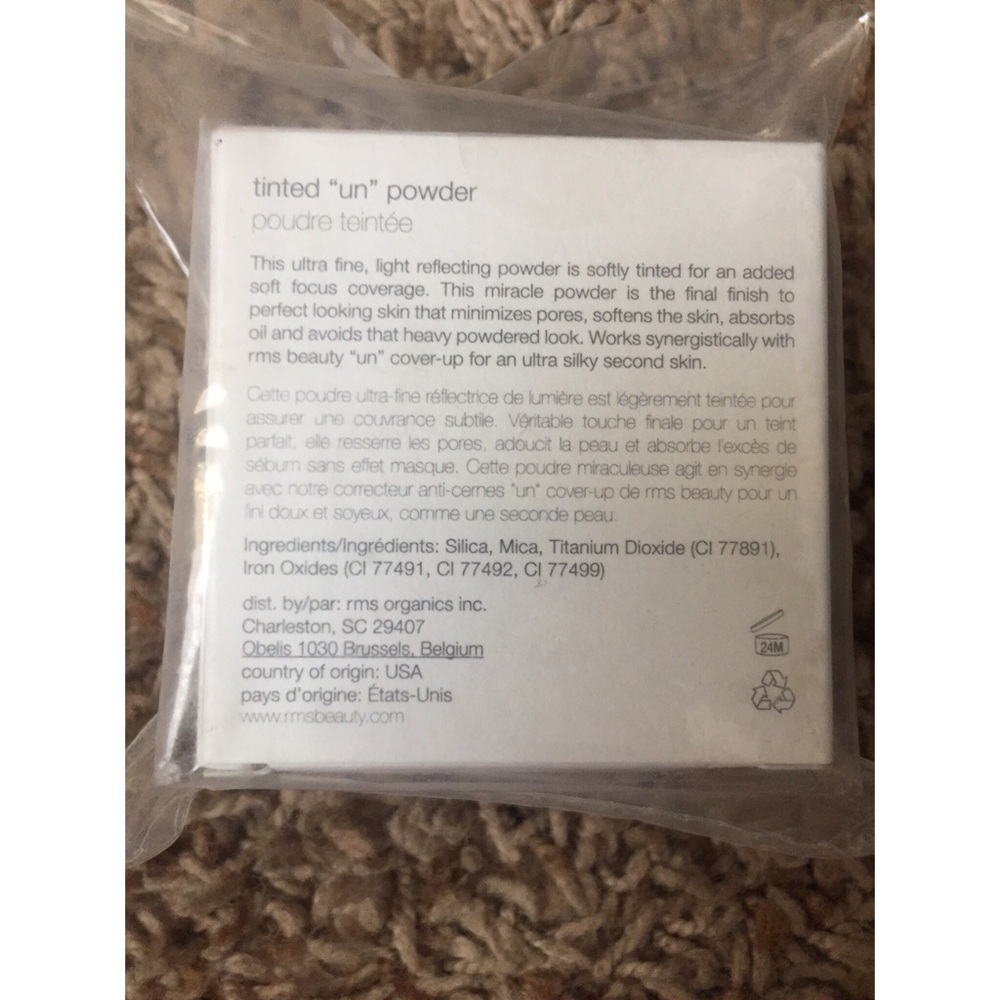 tinted “un” powder
poudre teintée
This ultra fine, light reflecting powder is softly tinted for an added
soft focus coverage. This miracle powder is the final finish to
perfect looking skin that minimizes pores, softens the skin, absorbs
oil and avoids that heavy powdered look. Works synergistically with
rms beauty “un” cover-up for an ultra silky second skin.
Cette poudre ultra-fine réflectrice de lumière est légèrement teintée pour
assurer une couvrance subtile. Véritable touche finale pour un teint
parfait, elle resserre les pores, adoucit la peau et absorbe l’excès de
sébum sans effet masque. Cette poudre miraculeuse agit en synergie
avec notre correcteur anti-cernes “un” cover-up de rms beauty pour un
fini doux et soyeux, comme une seconde peau.
Ingredients/Ingrédients: Silica, Mica, Titanium Dioxide (CI 77891),
Iron Oxides (CI 77491, CI 77492, CI 77499)
dist. by/par: rms organics inc.
Charleston, SC 29407
Obelis 1030 Brussels, Belgium
country of origin: USA
pays d’origine: États-Unis
www.rmsbeauty.com
24M